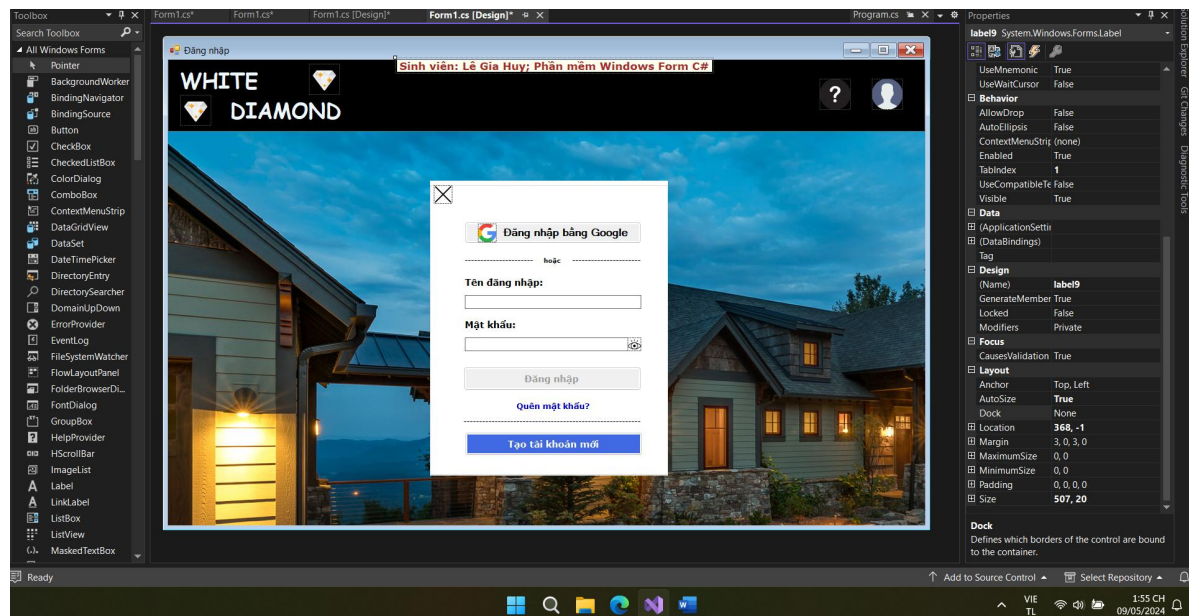 Toolbox
Form1.cs*
Form1.cs*
Form1.cs [Design]*
Form1.cs [Design]*
Program.cs
Properties
Search Toolbox
label9 System.Windows.Forms.Label
All Windows Forms
Pointer
BackgroundWorker
BindingNavigator
BindingSource
Button
CheckBox
CheckedListBox
ColorDialog
ComboBox
ContextMenuStrip
DataGridView
DataSet
DateTimePicker
DirectoryEntry
DirectorySearcher
DomainUpDown
ErrorProvider
EventLog
FileSystemWatcher
FlowLayoutPanel
FolderBrowserDi...
FontDialog
GroupBox
HelpProvider
HScrollBar
ImageList
Label
LinkLabel
ListBox
ListView
MaskedTextBox
Đăng nhập
Sinh viên: Lê Gia Huy; Phần mềm Windows Form C#
WHITE
DIAMOND
?
Đăng nhập bằng Google
hoặc
Tên đăng nhập:
Mật khẩu:
Đăng nhập
Quên mật khẩu?
Tạo tài khoản mới
UseMnemonic True
UseWaitCursor False
Behavior
AllowDrop False
AutoEllipsis False
ContextMenuStrip (none)
Enabled True
TabIndex 1
UseCompatibleTe False
Visible True
Data
(ApplicationSettin
(DataBindings)
Tag
Design
(Name) label9
GenerateMember True
Locked False
Modifiers Private
Focus
CausesValidation True
Layout
Anchor Top, Left
AutoSize True
Dock None
Location 368, -1
Margin 3, 0, 3, 0
MaximumSize 0, 0
MinimumSize 0, 0
Padding 0, 0, 0, 0
Size 507, 20
Dock
Defines which borders of the control are bound
to the container.
Solution Explorer
Git Changes
Diagnostic Tools
Ready
Add to Source Control
Select Repository
VIE
TL
1:55 CH
09/05/2024